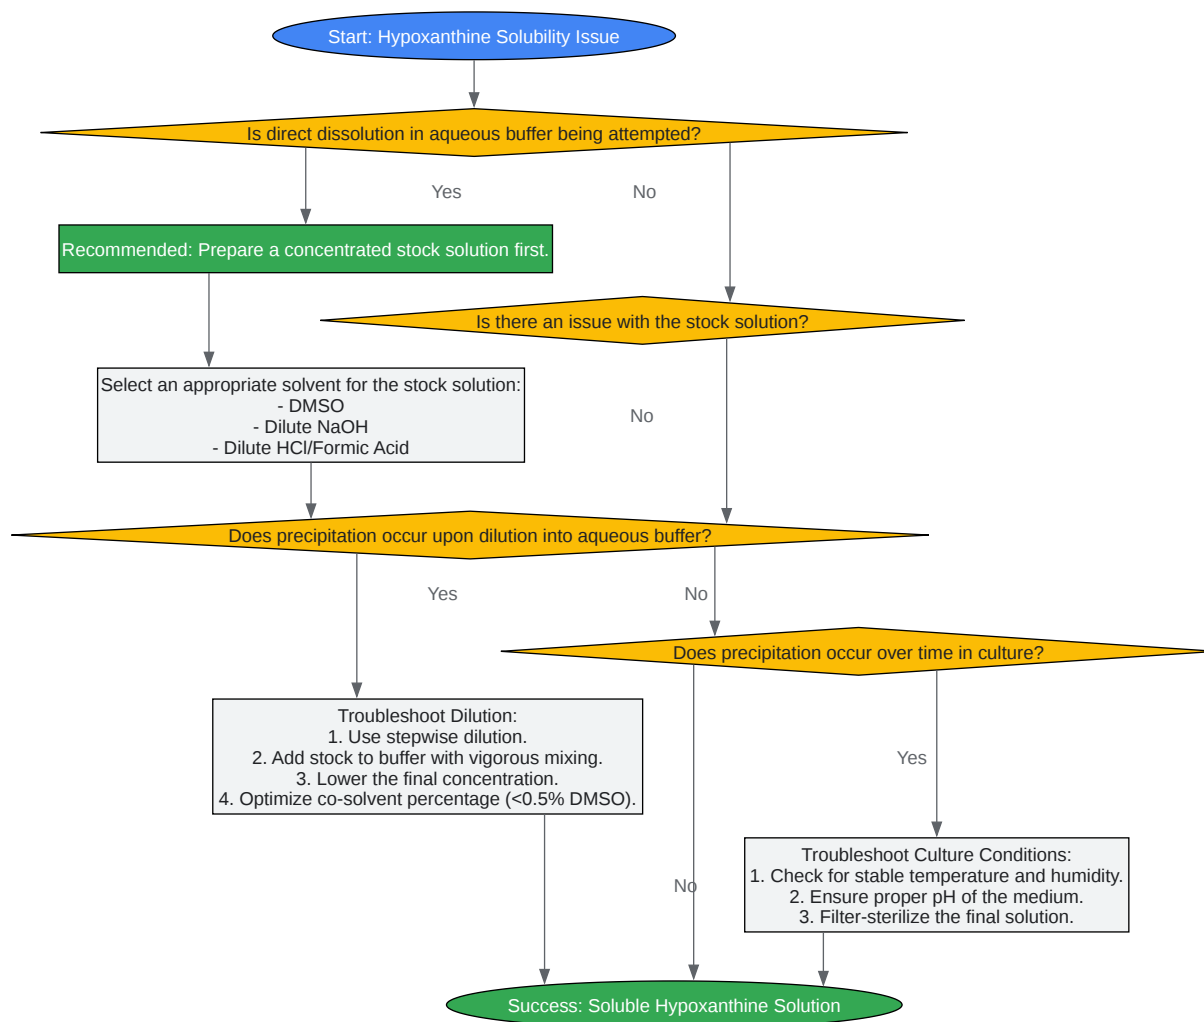 Start: Hypoxanthine Solubility Issue
Is direct dissolution in aqueous buffer being attempted?
Yes
No
Recommended: Prepare a concentrated stock solution first.
Is there an issue with the stock solution?
Select an appropriate solvent for the stock solution:
- DMSO
- Dilute NaOH
- Dilute HCl/Formic Acid
No
Does precipitation occur upon dilution into aqueous buffer?
Yes
No
Does precipitation occur over time in culture?
Troubleshoot Dilution:
1. Use stepwise dilution.
2. Add stock to buffer with vigorous mixing.
3. Lower the final concentration.
4. Optimize co-solvent percentage (<0.5% DMSO).
Yes
Troubleshoot Culture Conditions:
1. Check for stable temperature and humidity.
2. Ensure proper pH of the medium.
3. Filter-sterilize the final solution.
No
Success: Soluble Hypoxanthine Solution